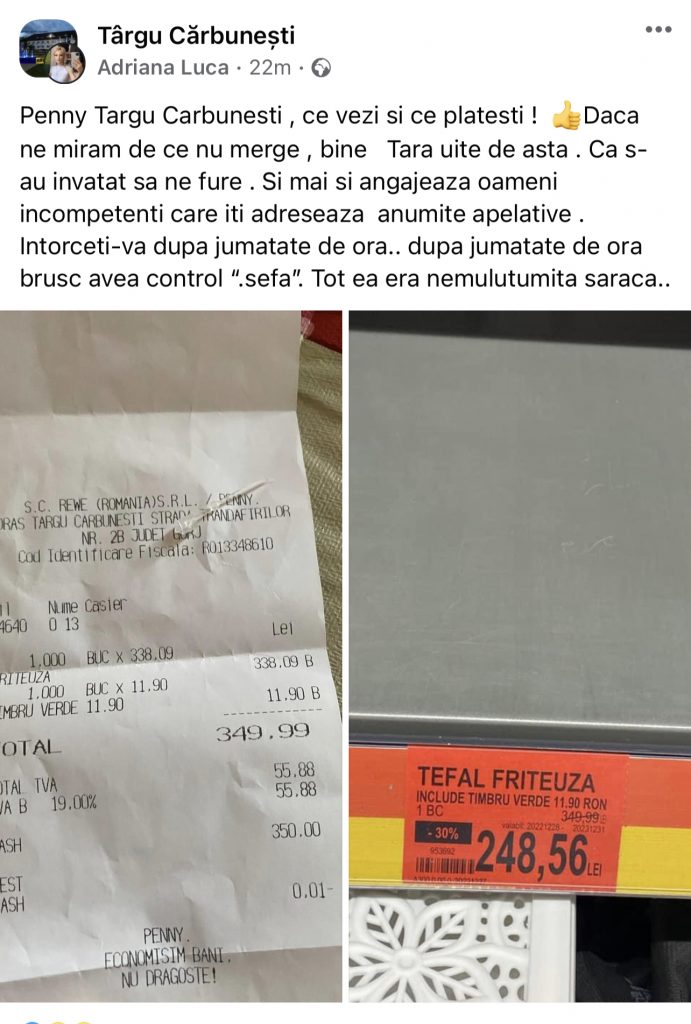 Târgu Cărbunești
Adriana Luca · 22m ·
Penny Targu Carbunesti , ce vezi si ce platesti ! 👍Daca
ne miram de ce nu merge , bine Tara uite de asta . Ca s-
au invatat sa ne fure . Si mai si angajeaza oameni
incompetenti care iti adreseaza anumite apelative .
Intorceti-va dupa jumatate de ora.. dupa jumatate de ora
brusc avea control “.sefa”. Tot ea era nemulutumita saraca..
S.C. REWE (ROMANIA)S.R.L. / PENNY.
ORAS TARGU CARBUNESTI STRADA TRANDAFIRILOR
NR. 2B JUDET GORJ
Cod Identificare Fiscala: RO13348610
Nume Casier
4640 0 13
Lei
1,000 BUC X 338.09
RITEUZA 338.09 B
1.000 BUC X 11.90
IMBRU VERDE 11.90 11.90 B
OTAL 349.99
OTAL TVA 55.88
VA B 19.00% 55.88
ASH 350.00
EST
ASH 0.01-
PENNY.
ECONOMISIM BANI.
NU DRAGOSTE!
TEFAL FRITEUZA
INCLUDE TIMBRU VERDE 11.90 RON
1 BC 349,99
valabil: 20221228- 20231231
- 30%
953692
248,56 LEI